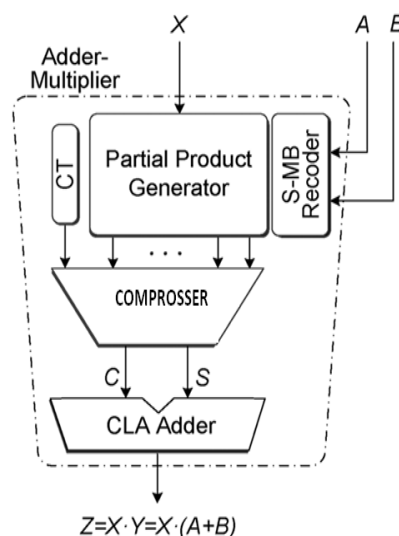 X
A
B
Adder-
Multiplier
CT
Partial Product
Generator
S-MB
Recoder
. . .
COMPROSSER
C
S
CLA Adder
Z=X·Y=X·(A+B)